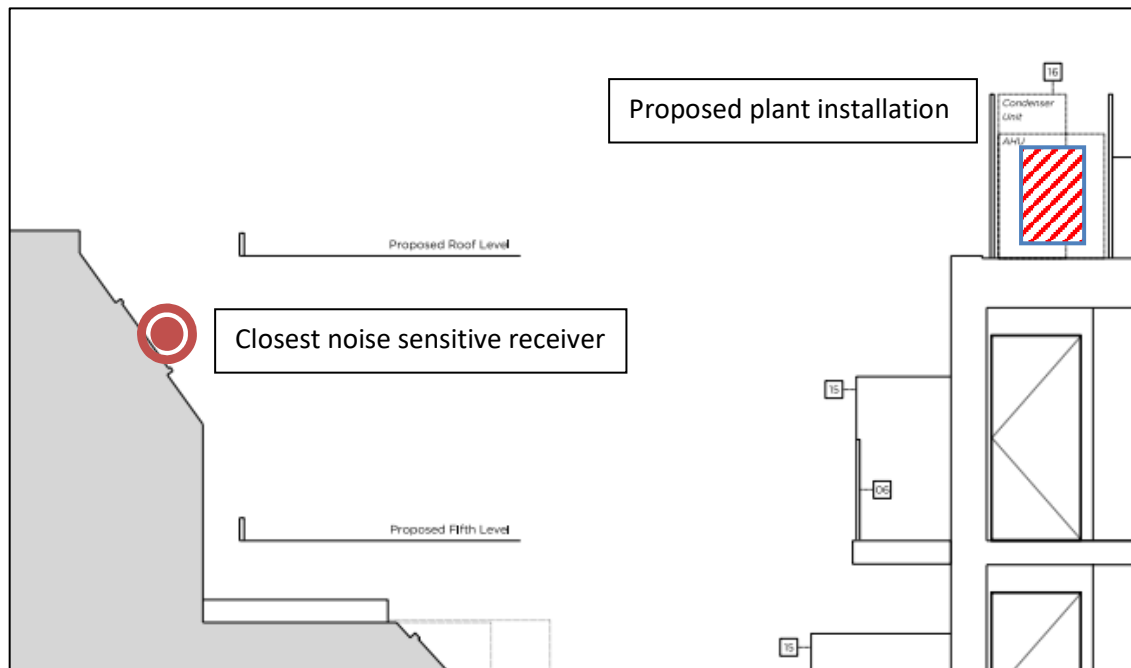 16
Proposed plant installation
Condenser
Unit
AHU
Proposed Roof Level
Closest noise sensitive receiver
15
06
Proposed Fifth Level
15